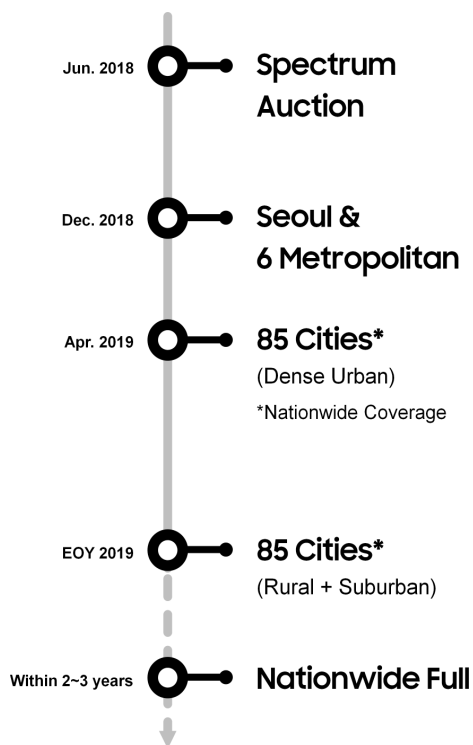 Jun. 2018
Spectrum
Auction
Dec. 2018
Seoul &
6 Metropolitan
Apr. 2019
85 Cities*
(Dense Urban)
*Nationwide Coverage
EOY 2019
85 Cities*
(Rural + Suburban)
Within 2~3 years
Nationwide Full